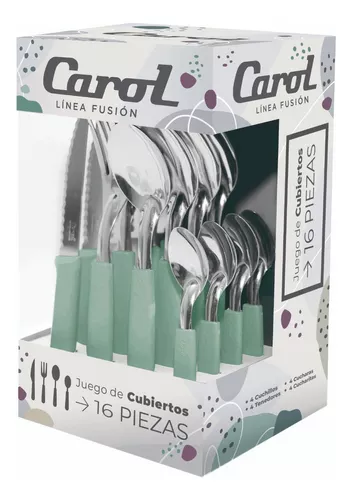 Carol
LÍNEA FUSIÓN
Juego de Cubiertos
→ 16 PIEZAS
Carol
LÍNEA FUSIÓN
Juego de Cubiertos
→ 16 PIEZAS
• 4 Cuchillos
• 4 Tenedores
• 4 Cucharas
• 4 Cucharitas